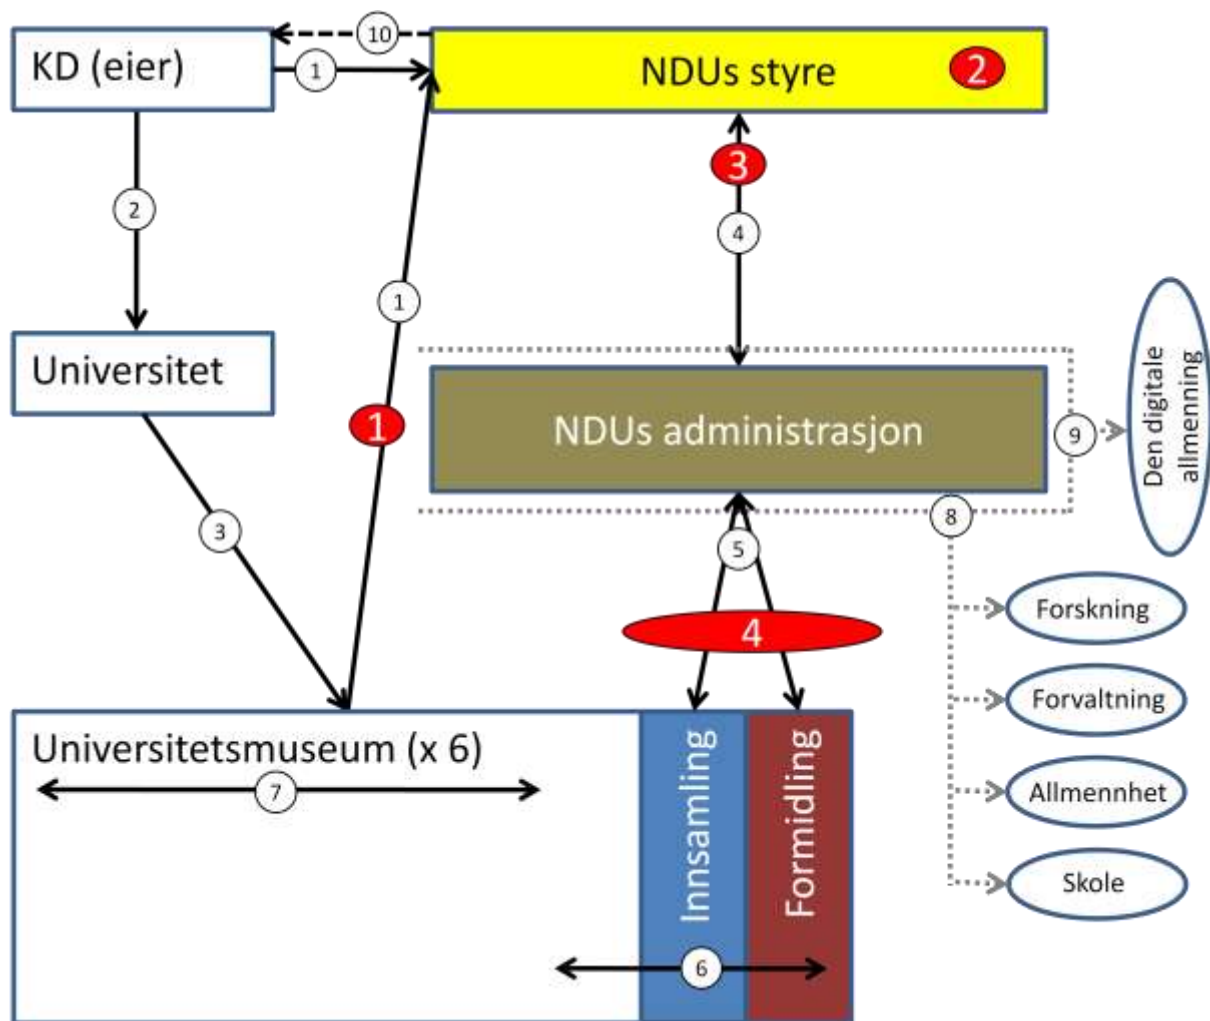 KD (eier)
10
1
NDUs styre
2
3
2
4
1
Universitet
1
NDUs administrasjon
9
Den digitale
allmenning
3
8
5
4
Forskning
Forvaltning
Allmennhet
Skole
Universitetsmuseum (x 6)
7
Innsamling
Formidling
6